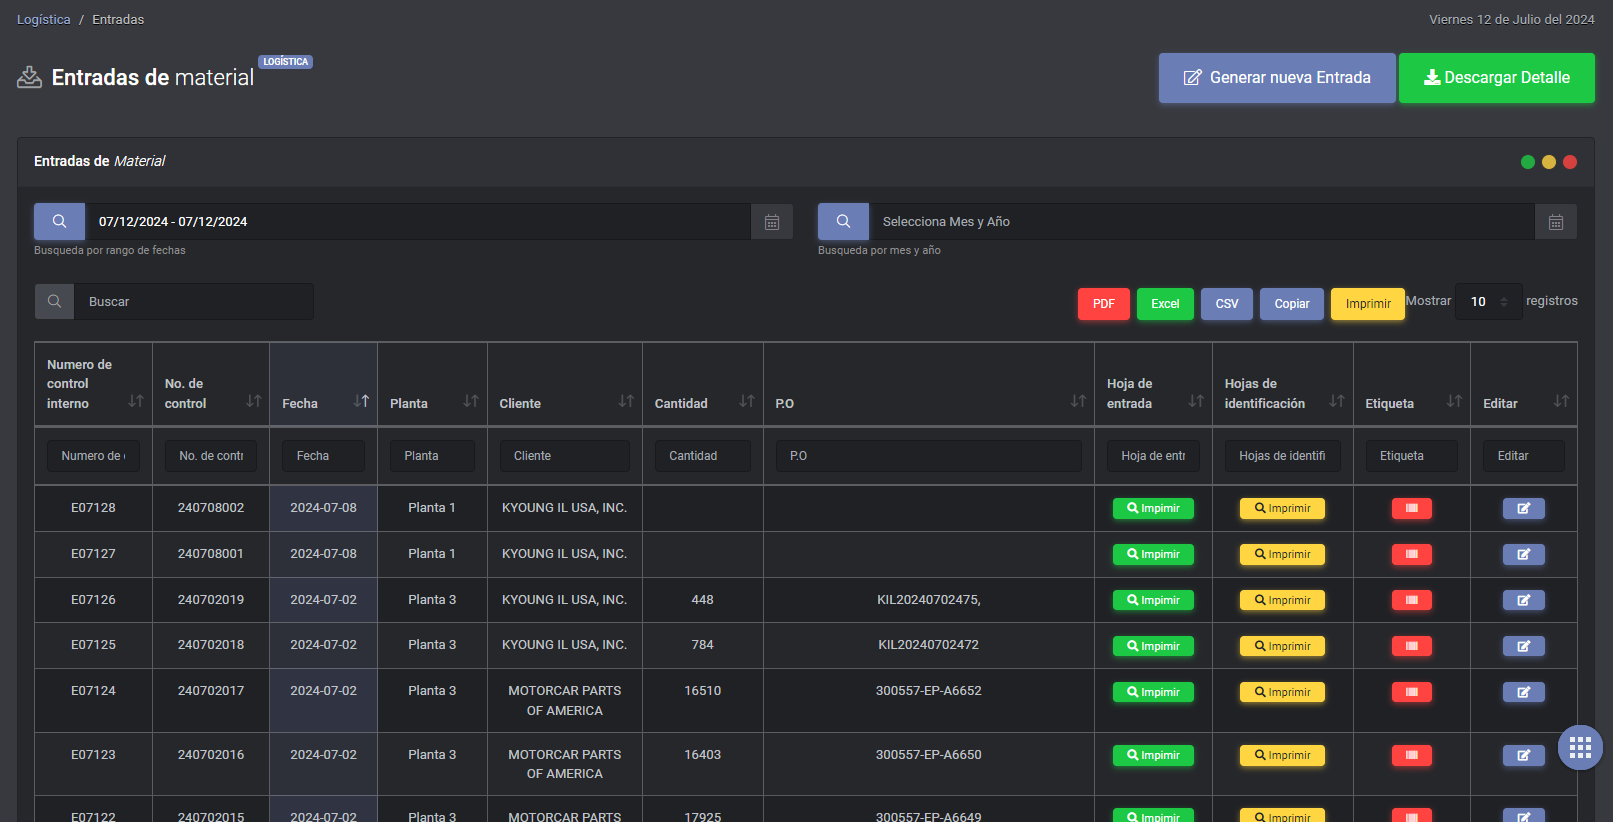 Logística / Entradas
Viernes 12 de Julio del 2024
Entradas de material LOGÍSTICA
Generar nueva Entrada
Descargar Detalle
Entradas de Material
07/12/2024 - 07/12/2024
Selecciona Mes y Año
Busqueda por rango de fechas
Busqueda por mes y año
Buscar
PDF Excel CSV Copiar Imprimir Mostrar 10 registros
Numero de control interno No. de control Fecha Planta Cliente Cantidad P.O Hoja de entrada Hojas de identificación Etiqueta Editar
Numero de No. de contr Fecha Planta Cliente Cantidad P.O Hoja de entr Hojas de identifi Etiqueta Editar
E07128 240708002 2024-07-08 Planta 1 KYOUNG IL USA, INC. Impimir Imprimir
E07127 240708001 2024-07-08 Planta 1 KYOUNG IL USA, INC. Impimir Imprimir
E07126 240702019 2024-07-02 Planta 3 KYOUNG IL USA, INC. 448 KIL20240702475, Impimir Imprimir
E07125 240702018 2024-07-02 Planta 3 KYOUNG IL USA, INC. 784 KIL20240702472 Impimir Imprimir
E07124 240702017 2024-07-02 Planta 3 MOTORCAR PARTS OF AMERICA 16510 300557-EP-A6652 Impimir Imprimir
E07123 240702016 2024-07-02 Planta 3 MOTORCAR PARTS OF AMERICA 16403 300557-EP-A6650 Impimir Imprimir
E07122 240702015 2024-07-02 Planta 3 MOTORCAR PARTS 17925 300557-EP-A6649 Impimir Imprimir